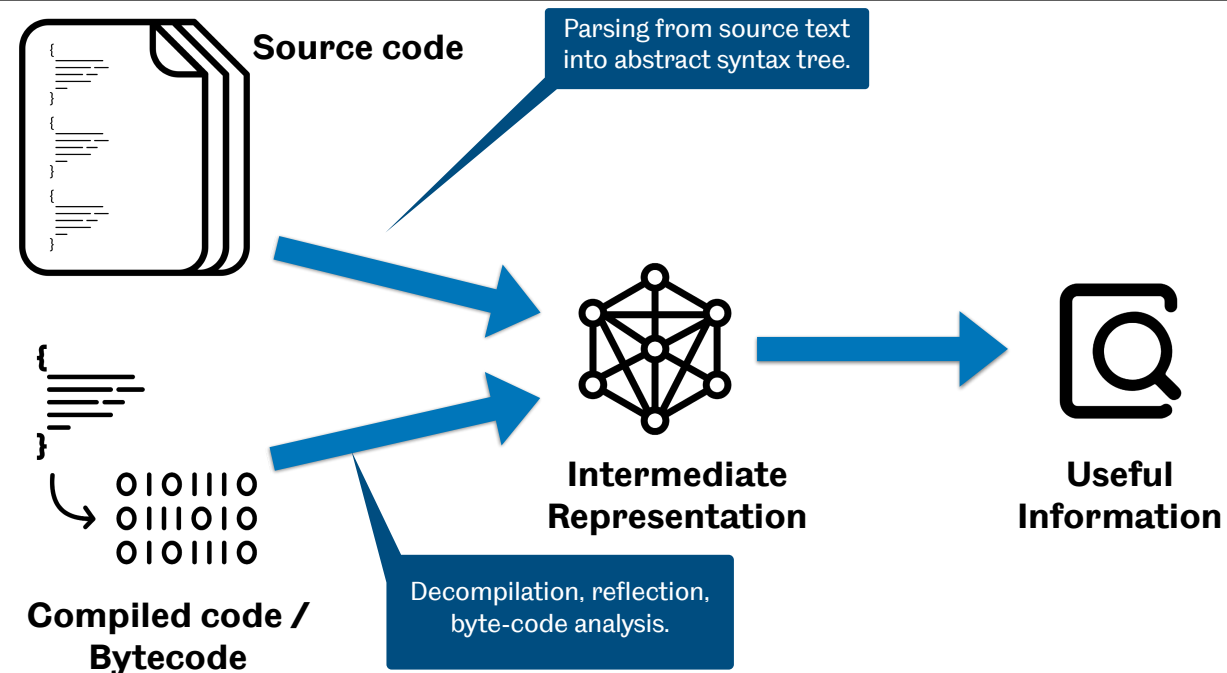 Source code
Parsing from source text
into abstract syntax tree.
{
}
{
}
{
}
{
}
0101110
0111010
0101110
Compiled code /
Bytecode
Decompilation, reflection,
byte-code analysis.
Intermediate
Representation
Useful
Information